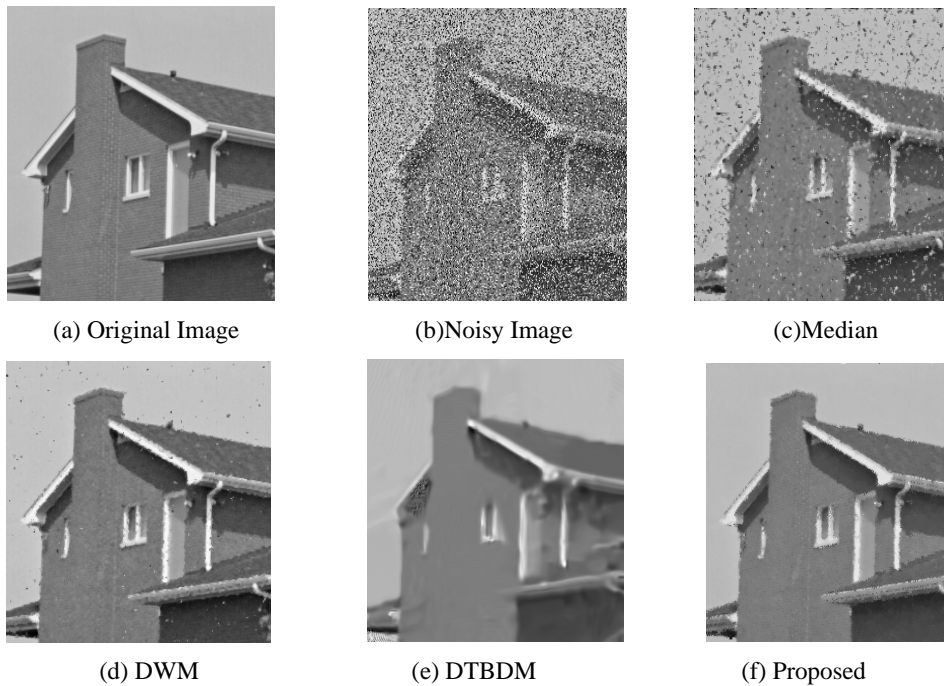 (a) Original Image
(b)Noisy Image
(c)Median
(d) DWM
(e) DTBDM
(f) Proposed